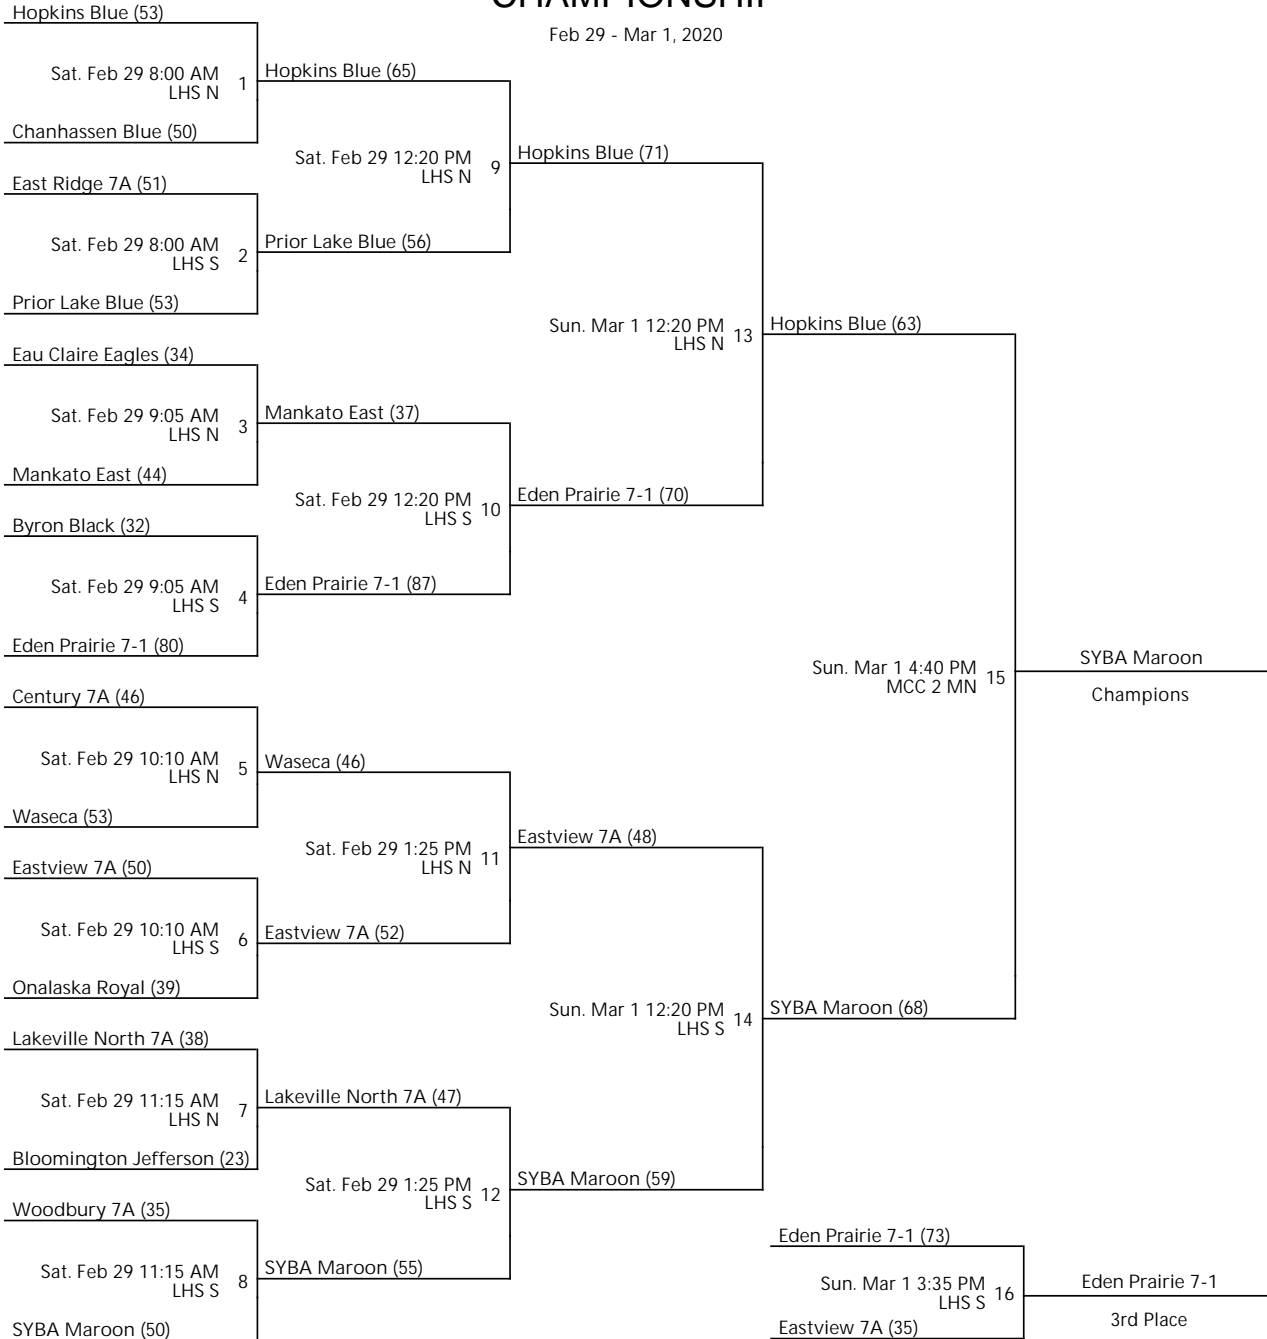 CHAMPIONSHIP
Feb 29 - Mar 1, 2020
Hopkins Blue (53)
Sat. Feb 29 8:00 AM
LHS N
1
Chanhassen Blue (50)
East Ridge 7A (51)
Sat. Feb 29 8:00 AM
LHS S
2
Prior Lake Blue (53)
Eau Claire Eagles (34)
Sat. Feb 29 9:05 AM
LHS N
3
Mankato East (44)
Byron Black (32)
Sat. Feb 29 9:05 AM
LHS S
4
Eden Prairie 7-1 (80)
Century 7A (46)
Sat. Feb 29 10:10 AM
LHS N
5
Waseca (53)
Eastview 7A (50)
Sat. Feb 29 10:10 AM
LHS S
6
Onalaska Royal (39)
Lakeville North 7A (38)
Sat. Feb 29 11:15 AM
LHS N
7
Bloomington Jefferson (23)
Woodbury 7A (35)
Sat. Feb 29 11:15 AM
LHS S
8
SYBA Maroon (50)
Hopkins Blue (65)
Sat. Feb 29 12:20 PM
LHS N
9
Prior Lake Blue (56)
Mankato East (37)
Sat. Feb 29 12:20 PM
LHS S
10
Eden Prairie 7-1 (87)
Waseca (46)
Sat. Feb 29 1:25 PM
LHS N
11
Eastview 7A (52)
Lakeville North 7A (47)
Sat. Feb 29 1:25 PM
LHS S
12
SYBA Maroon (55)
Hopkins Blue (71)
Sun. Mar 1 12:20 PM
LHS N
13
Eden Prairie 7-1 (70)
Eastview 7A (48)
Sun. Mar 1 12:20 PM
LHS S
14
SYBA Maroon (59)
Hopkins Blue (63)
Sun. Mar 1 4:40 PM
MCC 2 MN
15
SYBA Maroon (68)
SYBA Maroon
Champions
Eden Prairie 7-1 (73)
Sun. Mar 1 3:35 PM
LHS S
16
Eastview 7A (35)
Eden Prairie 7-1
3rd Place